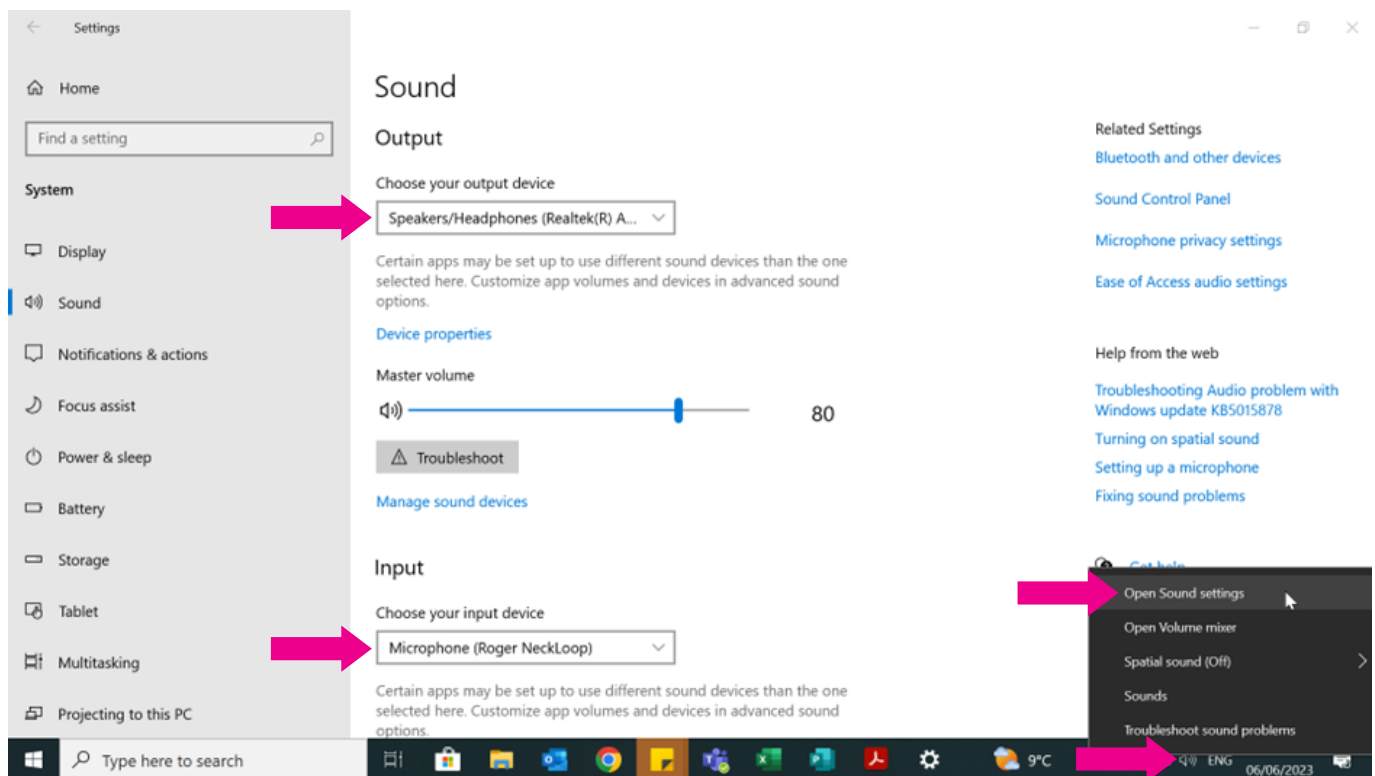 Settings
Home
Find a setting
System
Display
Sound
Notifications & actions
Focus assist
Power & sleep
Battery
Storage
Tablet
Multitasking
Projecting to this PC
Sound
Output
Choose your output device
Speakers/Headphones (Realtek(R) A...
Certain apps may be set up to use different sound devices than the one
selected here. Customize app volumes and devices in advanced sound
options.
Device properties
Master volume
80
Troubleshoot
Manage sound devices
Input
Choose your input device
Microphone (Roger NeckLoop)
Certain apps may be set up to use different sound devices than the one
selected here. Customize app volumes and devices in advanced sound
options.
Related Settings
Bluetooth and other devices
Sound Control Panel
Microphone privacy settings
Ease of Access audio settings
Help from the web
Troubleshooting Audio problem with
Windows update KB5015878
Turning on spatial sound
Setting up a microphone
Fixing sound problems
Get help
Open Sound settings
Open Volume mixer
Spatial sound (Off)
Sounds
Troubleshoot sound problems
Type here to search
9°C
ENG
06/06/2023